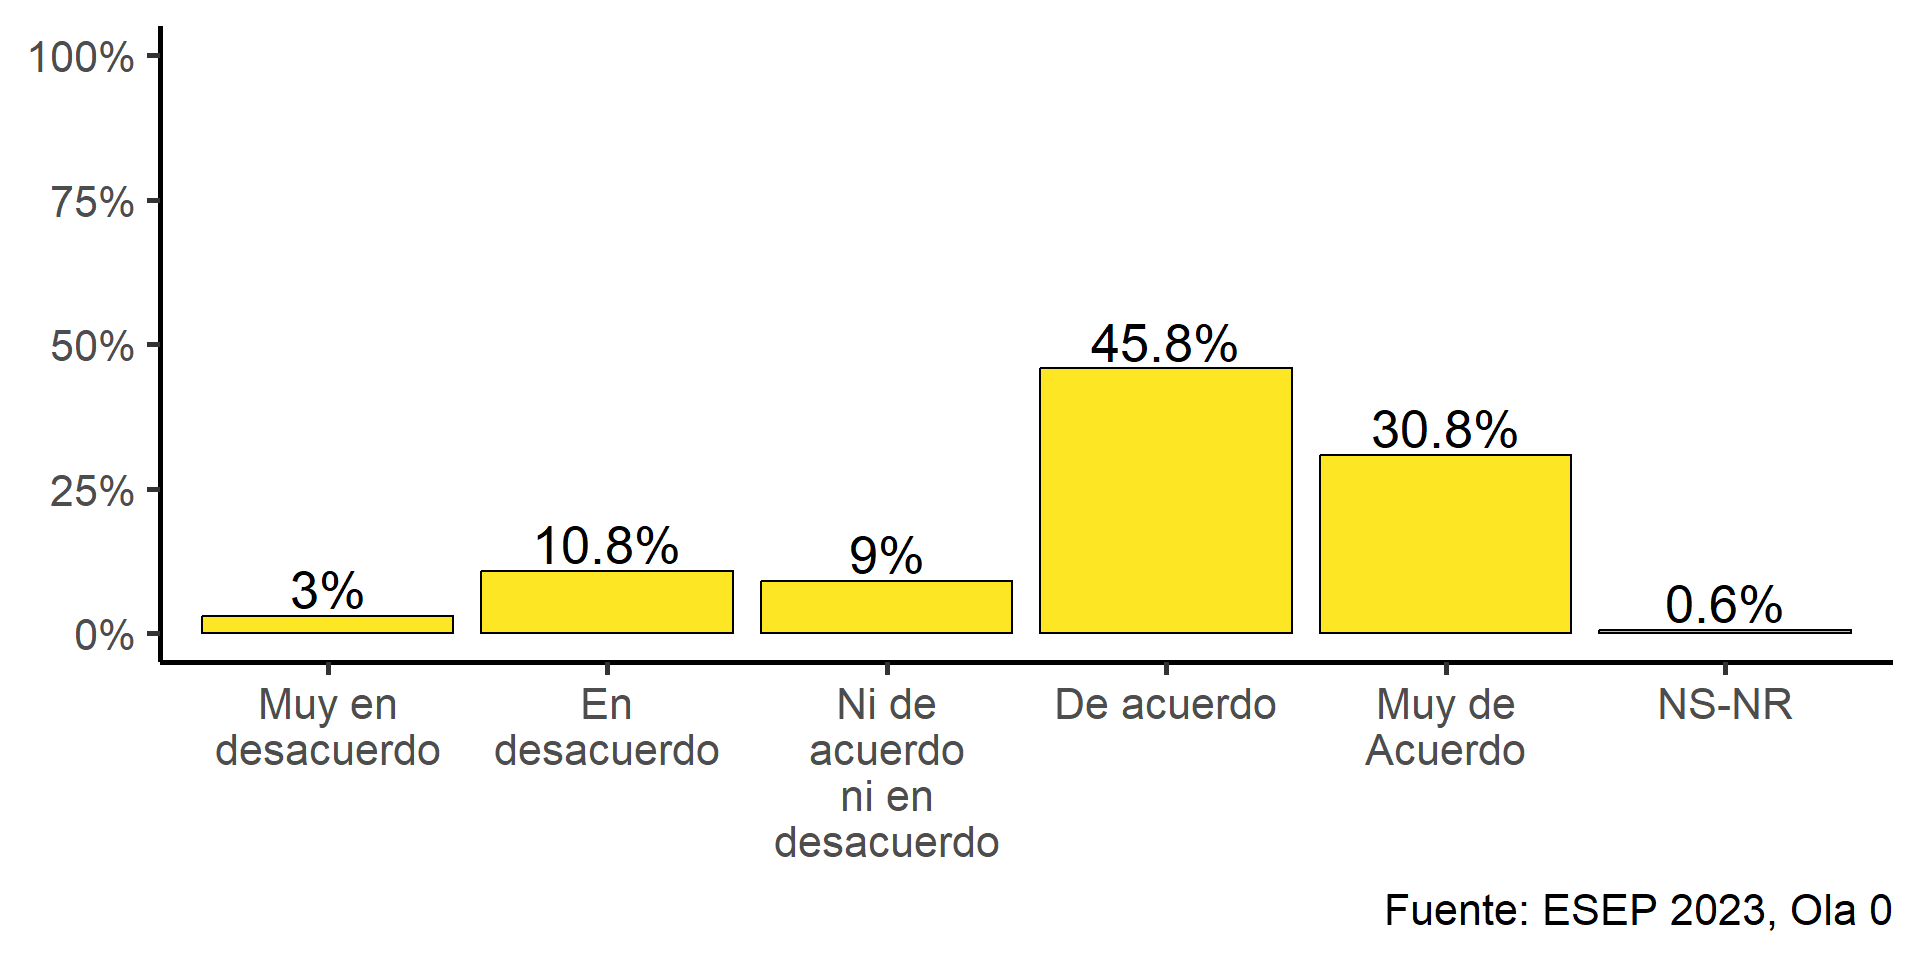 100%
75%
50%
25%
0%
3%
10.8%
9%
45.8%
30.8%
0.6%
Muy en
desacuerdo
En
desacuerdo
Ni de
acuerdo
ni en
desacuerdo
De acuerdo
Muy de
Acuerdo
NS-NR
Fuente: ESEP 2023, Ola 0